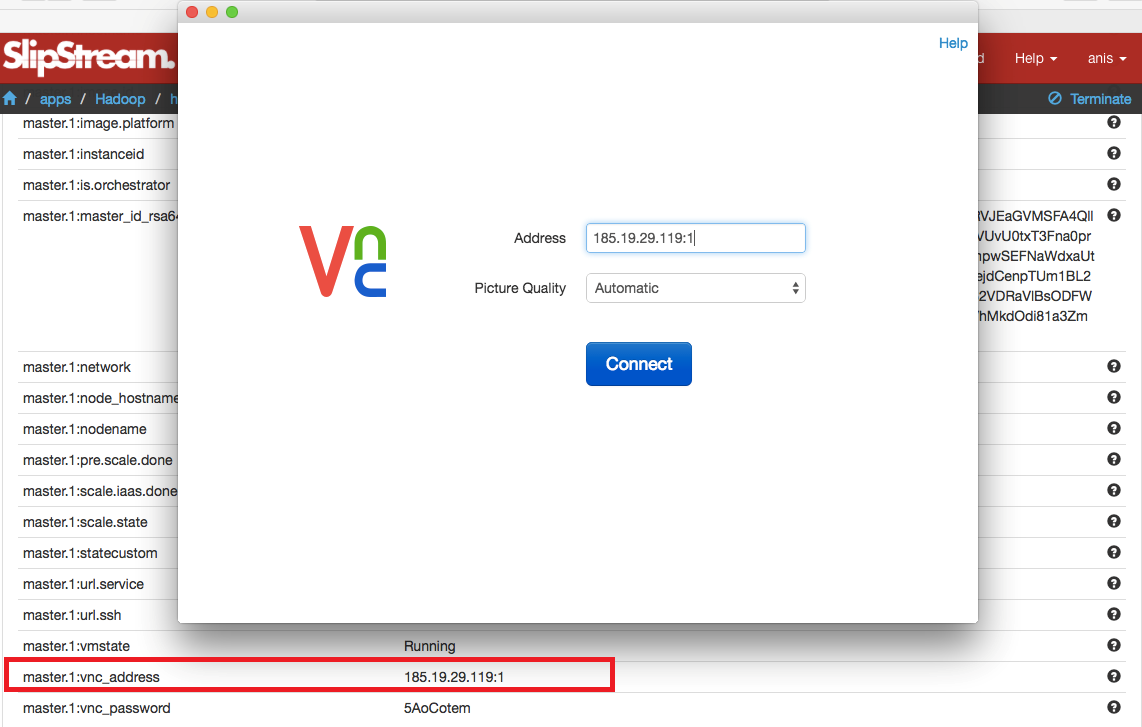 Help
SlipStream.
Help
anis
/ apps / Hadoop /
Terminate
master.1:image.platform
master.1:instanceid
master.1:is.orchestrator
Address
185.19.29.119:1
Picture Quality
Automatic
Connect
master.1:master_id_rsa64
VJEaGVMSFA4QlI
VUvU0txT3Fna0pr
npwSEFNaWdxaUt
ejdCenpTUm1BL2
2VDRaVlBsODFW
hMkdOdi81a3Zm
master.1:network
master.1:node_hostname
master.1:nodename
master.1:pre.scale.done
master.1:scale.iaas.done
master.1:scale.state
master.1:statecustom
master.1:url.service
master.1:url.ssh
master.1:vmstate Running
master.1:vnc_address 185.19.29.119:1
master.1:vnc_password 5AoCotem